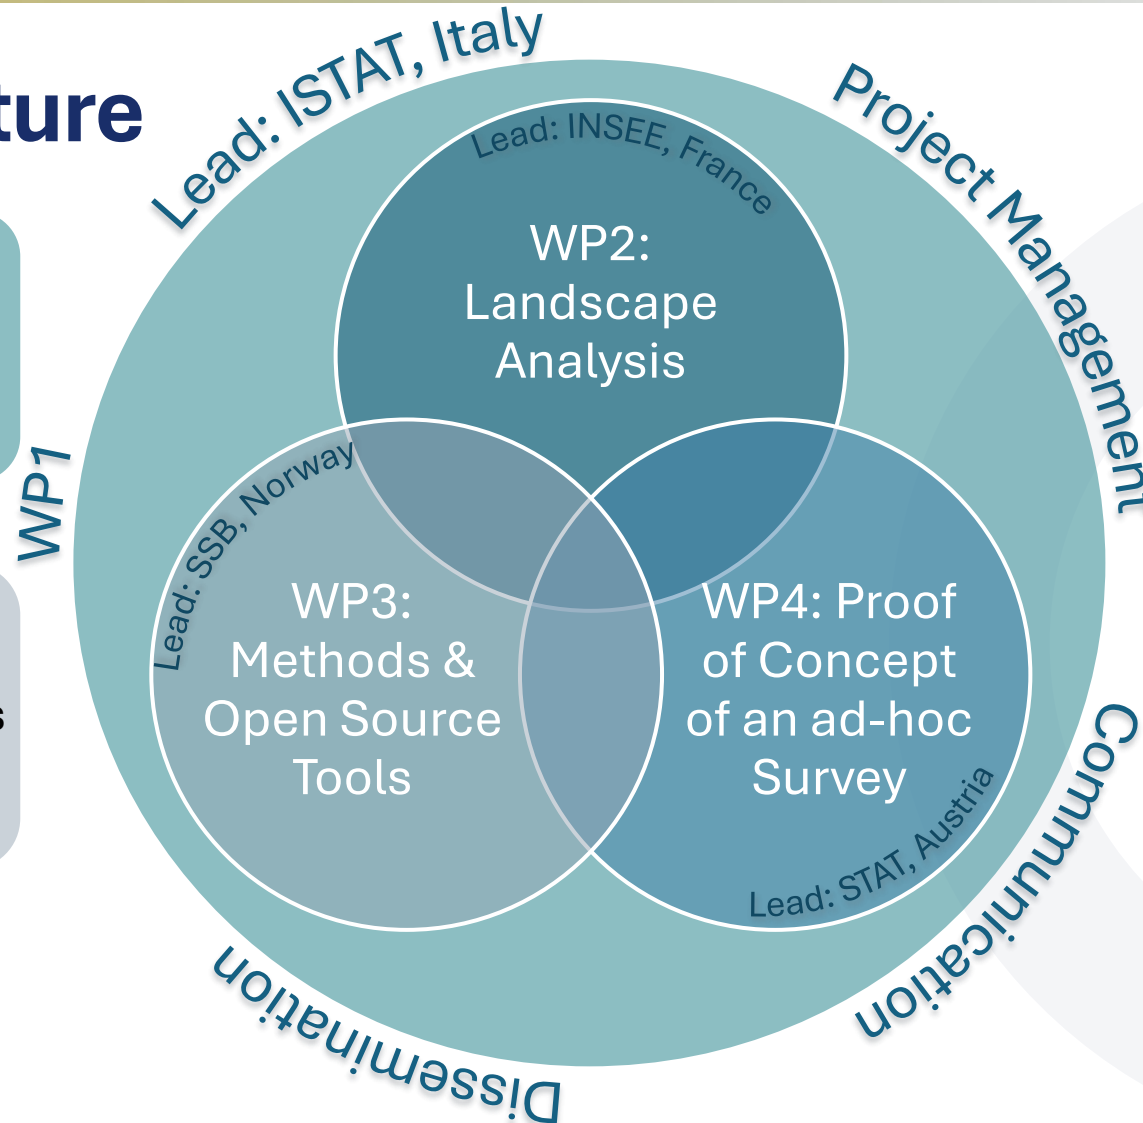 ture
Lead: ISTAT, Italy
Project Management
Lead: INSEE, France
WP2:
Landscape
Analysis
WP1
Lead: SSB, Norway
WP3:
Methods &
Open Source
Tools
WP4: Proof
of Concept
of an ad-hoc
Survey
Lead: STAT, Austria
s
Communication
Dissemination